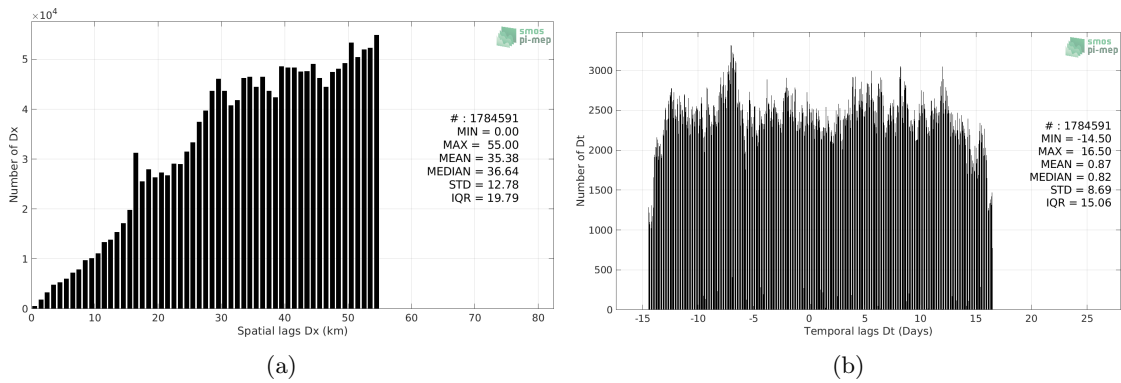 ×10⁴
5
4
3
2
1
0
Number of Dx
0 10 20 30 40 50 60 70 80
Spatial lags Dx (km)
smos
pi-mep
# : 1784591
MIN = 0.00
MAX = 55.00
MEAN = 35.38
MEDIAN = 36.64
STD = 12.78
IQR = 19.79
(a)
3000
2500
2000
1500
1000
500
0
Number of Dt
-15 -10 -5 0 5 10 15 20 25
Temporal lags Dt (Days)
smos
pi-mep
# : 1784591
MIN = -14.50
MAX = 16.50
MEAN = 0.87
MEDIAN = 0.82
STD = 8.69
IQR = 15.06
(b)